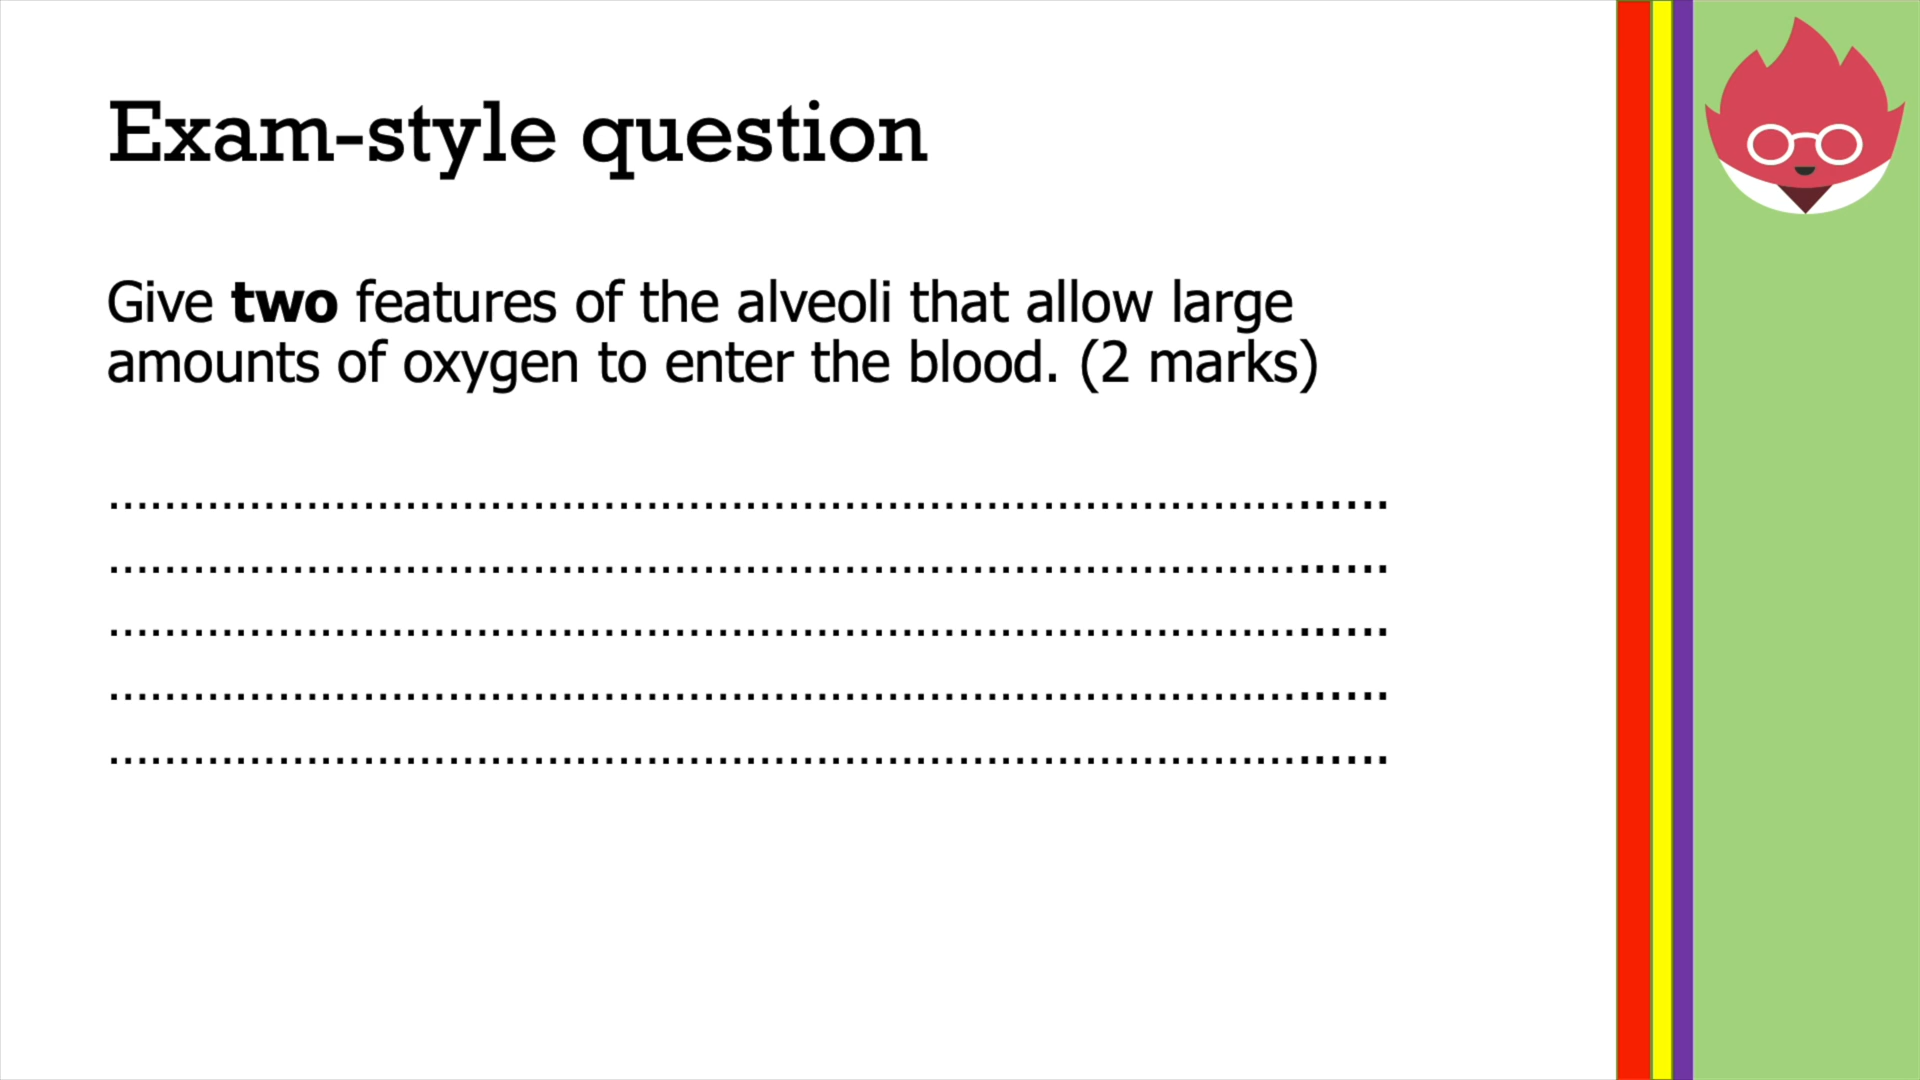 Exam-style question
Give two features of the alveoli that allow large
amounts of oxygen to enter the blood. (2 marks)
..........................................................................................
..........................................................................................
..........................................................................................
..........................................................................................
..........................................................................................